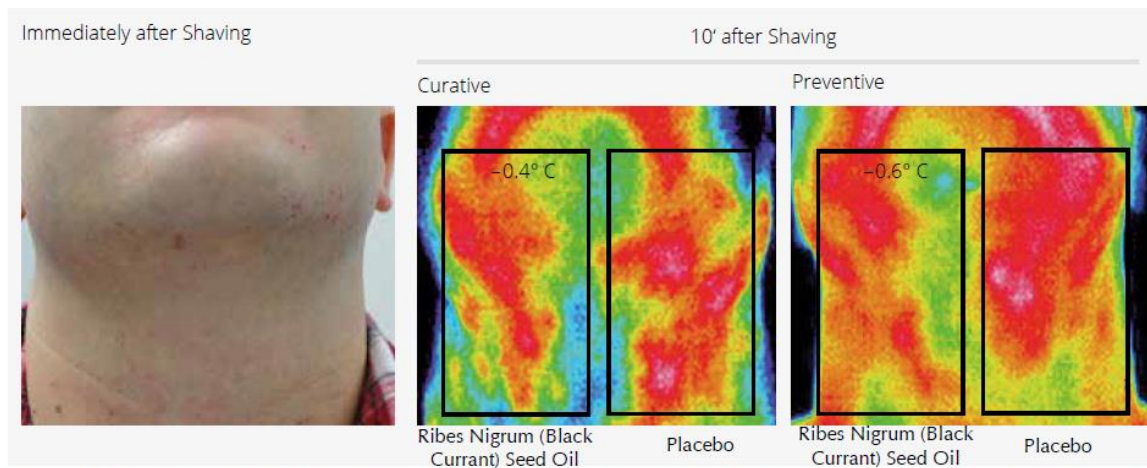 Immediately after Shaving
10‘ after Shaving
Curative
Preventive
–0.4° C
–0.6° C
Ribes Nigrum (Black
Currant) Seed Oil
Placebo
Ribes Nigrum (Black
Currant) Seed Oil
Placebo